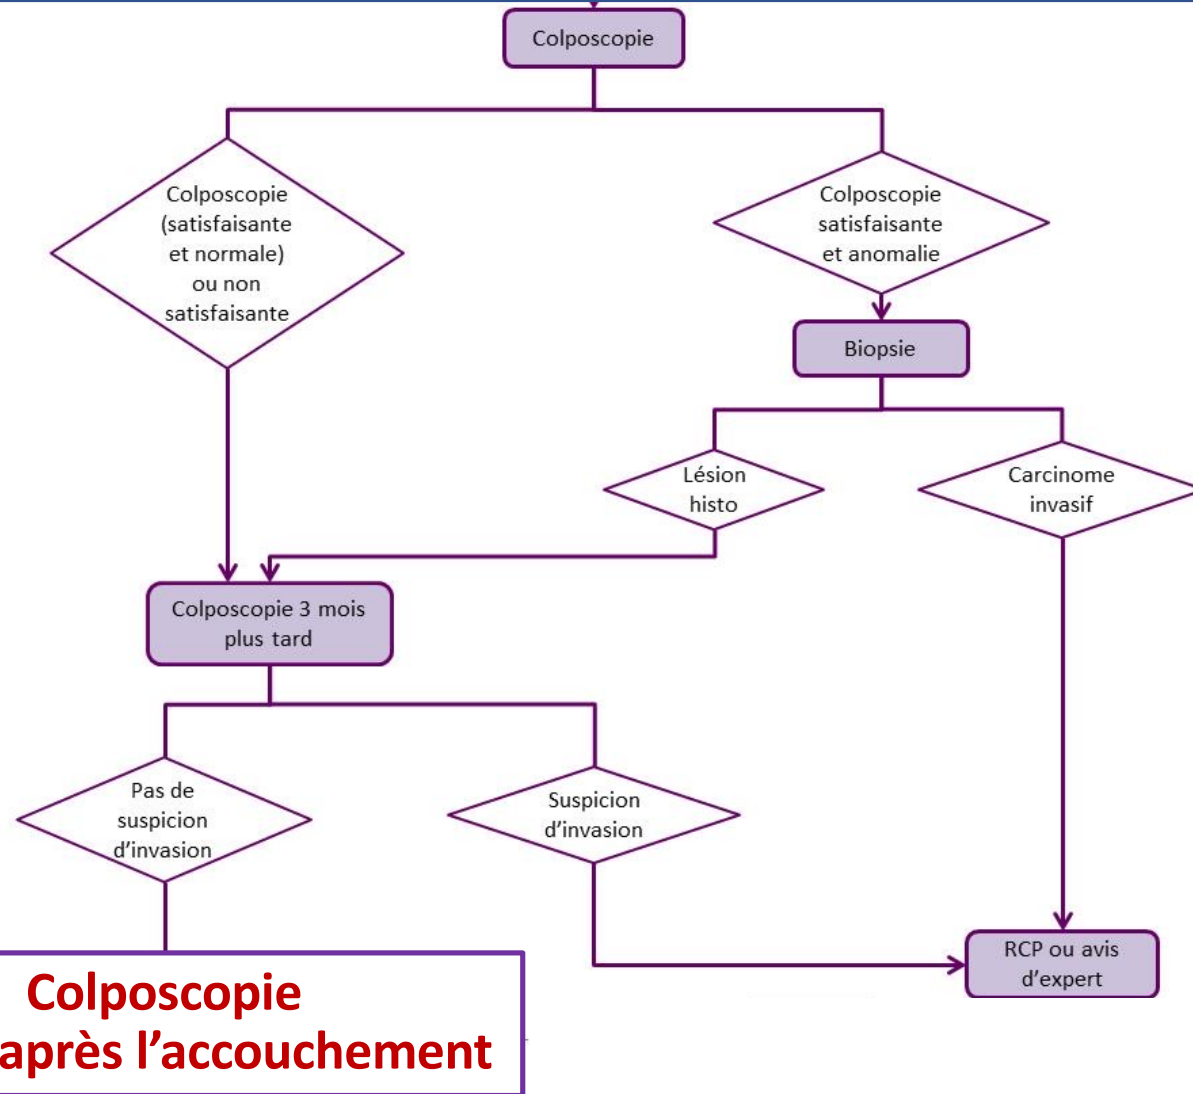 Colposcopie
Colposcopie
(satisfaisante
et normale)
ou non
satisfaisante
Colposcopie
satisfaisante
et anomalie
Biopsie
Lésion
histo
Carcinome
invasif
Colposcopie 3 mois
plus tard
Pas de
suspicion
d’invasion
Suspicion
d’invasion
RCP ou avis
d’expert
Colposcopie
après l’accouchement